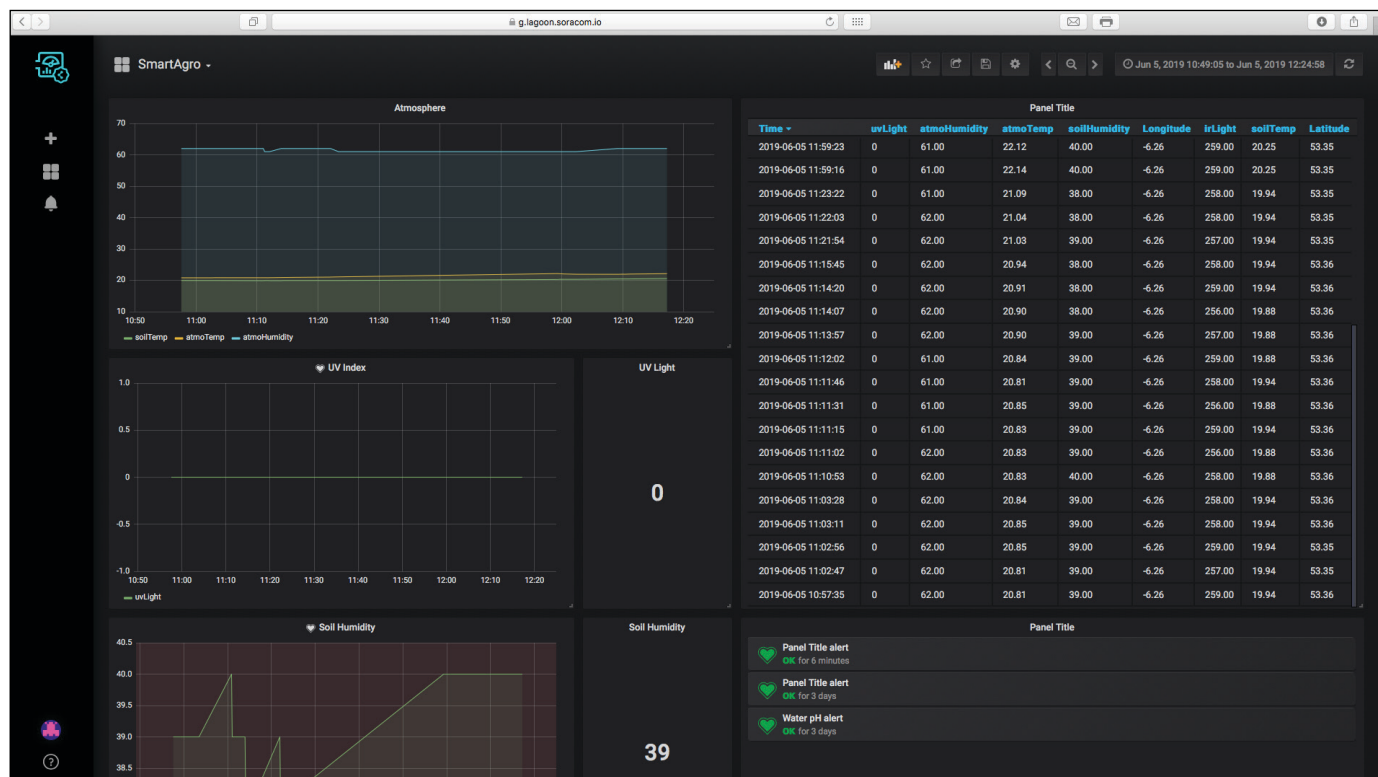 g.lagoon.soracom.io
SmartAgro
Jun 5, 2019 10:49:05 to Jun 5, 2019 12:24:58
Atmosphere
70
60
50
40
30
20
10
10:50 11:00 11:10 11:20 11:30 11:40 11:50 12:00 12:10 12:20
soilTemp atmoTemp atmoHumidity
Panel Title
Time uvLight atmoHumidity atmoTemp soilHumidity Longitude irLight soilTemp Latitude
2019-06-05 11:59:23 0 61.00 22.12 40.00 -6.26 259.00 20.25 53.35
2019-06-05 11:59:16 0 61.00 22.14 40.00 -6.26 259.00 20.25 53.35
2019-06-05 11:23:22 0 61.00 21.09 38.00 -6.26 258.00 19.94 53.35
2019-06-05 11:22:03 0 62.00 21.04 38.00 -6.26 258.00 19.94 53.35
2019-06-05 11:21:54 0 62.00 21.03 39.00 -6.26 257.00 19.94 53.35
2019-06-05 11:15:45 0 62.00 20.94 38.00 -6.26 258.00 19.94 53.36
2019-06-05 11:14:20 0 62.00 20.91 38.00 -6.26 259.00 19.94 53.36
2019-06-05 11:14:07 0 62.00 20.90 38.00 -6.26 256.00 19.88 53.36
2019-06-05 11:13:57 0 62.00 20.90 39.00 -6.26 257.00 19.88 53.36
2019-06-05 11:12:02 0 61.00 20.84 39.00 -6.26 259.00 19.88 53.36
2019-06-05 11:11:46 0 61.00 20.81 39.00 -6.26 258.00 19.94 53.36
2019-06-05 11:11:31 0 61.00 20.85 39.00 -6.26 256.00 19.88 53.36
2019-06-05 11:11:15 0 61.00 20.83 39.00 -6.26 259.00 19.94 53.36
2019-06-05 11:11:02 0 62.00 20.83 39.00 -6.26 256.00 19.88 53.36
2019-06-05 11:10:53 0 62.00 20.83 40.00 -6.26 258.00 19.88 53.36
2019-06-05 11:03:28 0 62.00 20.84 39.00 -6.26 258.00 19.94 53.36
2019-06-05 11:03:11 0 62.00 20.85 39.00 -6.26 258.00 19.94 53.36
2019-06-05 11:02:56 0 62.00 20.85 39.00 -6.26 259.00 19.94 53.35
2019-06-05 11:02:47 0 62.00 20.81 39.00 -6.26 257.00 19.94 53.35
2019-06-05 10:57:35 0 62.00 20.81 39.00 -6.26 259.00 19.94 53.36
UV Index
1.0
0.5
0
-0.5
-1.0
10:50 11:00 11:10 11:20 11:30 11:40 11:50 12:00 12:10 12:20
uvLight
UV Light
0
Soil Humidity
40.5
40.0
39.5
39.0
38.5
Soil Humidity
39
Panel Title
Panel Title alert
OK for 6 minutes
Panel Title alert
OK for 3 days
Water pH alert
OK for 3 days